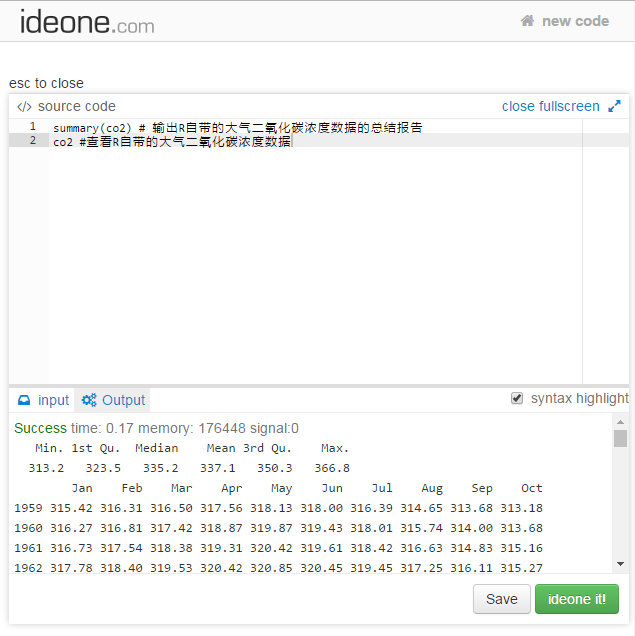 ideone.com
new code
esc to close
</> source code
close fullscreen
1 summary(co2) # 输出R自带的大气二氧化碳浓度数据的总结报告
2 co2 #查看R自带的大气二氧化碳浓度数据
input Output
syntax highlight
Success time: 0.17 memory: 176448 signal:0
Min. 1st Qu. Median Mean 3rd Qu. Max.
313.2 323.5 335.2 337.1 350.3 366.8
Jan Feb Mar Apr May Jun Jul Aug Sep Oct
1959 315.42 316.31 316.50 317.56 318.13 318.00 316.39 314.65 313.68 313.18
1960 316.27 316.81 317.42 318.87 319.87 319.43 318.01 315.74 314.00 313.68
1961 316.73 317.54 318.38 319.31 320.42 319.61 318.42 316.63 314.83 315.16
1962 317.78 318.40 319.53 320.42 320.85 320.45 319.45 317.25 316.11 315.27
Save
ideone it!